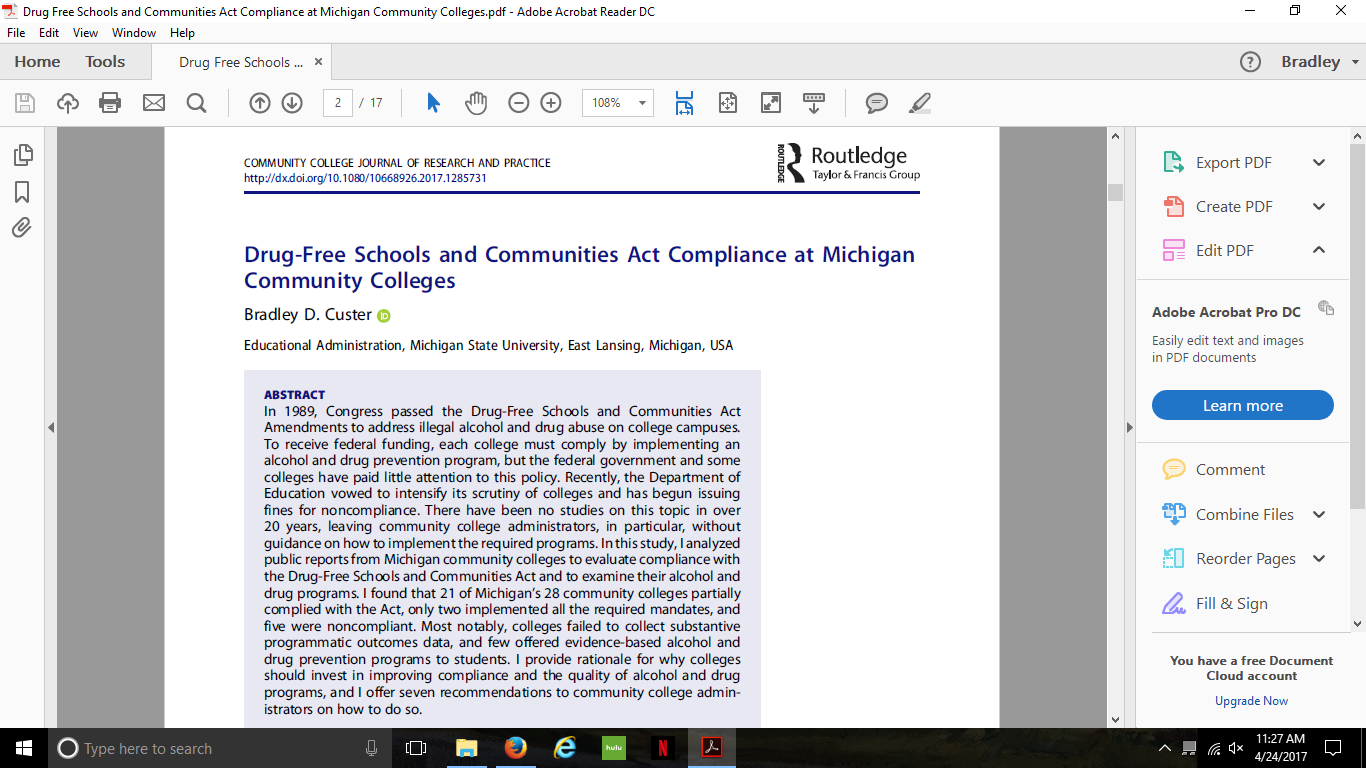 Drug Free Schools and Communities Act Compliance at Michigan Community Colleges.pdf - Adobe Acrobat Reader DC
File Edit View Window Help
Home Tools Drug Free Schools ... × Bradley
2 / 17 108%
COMMUNITY COLLEGE JOURNAL OF RESEARCH AND PRACTICE
http://dx.doi.org/10.1080/10668926.2017.1285731
ROUTLEDGE
Routledge
Taylor & Francis Group
Drug-Free Schools and Communities Act Compliance at Michigan
Community Colleges
Bradley D. Custer iD
Educational Administration, Michigan State University, East Lansing, Michigan, USA
ABSTRACT
In 1989, Congress passed the Drug-Free Schools and Communities Act
Amendments to address illegal alcohol and drug abuse on college campuses.
To receive federal funding, each college must comply by implementing an
alcohol and drug prevention program, but the federal government and some
colleges have paid little attention to this policy. Recently, the Department of
Education vowed to intensify its scrutiny of colleges and has begun issuing
fines for noncompliance. There have been no studies on this topic in over
20 years, leaving community college administrators, in particular, without
guidance on how to implement the required programs. In this study, I analyzed
public reports from Michigan community colleges to evaluate compliance with
the Drug-Free Schools and Communities Act and to examine their alcohol and
drug programs. I found that 21 of Michigan's 28 community colleges partially
complied with the Act, only two implemented all the required mandates, and
five were noncompliant. Most notably, colleges failed to collect substantive
programmatic outcomes data, and few offered evidence-based alcohol and
drug prevention programs to students. I provide rationale for why colleges
should invest in improving compliance and the quality of alcohol and drug
programs, and I offer seven recommendations to community college admin-
istrators on how to do so.
Export PDF
Create PDF
Edit PDF
Adobe Acrobat Pro DC
Easily edit text and images
in PDF documents
Learn more
Comment
Combine Files
Reorder Pages
Fill & Sign
You have a free Document
Cloud account
Upgrade Now
Type here to search
hulu
N
11:27 AM
4/24/2017